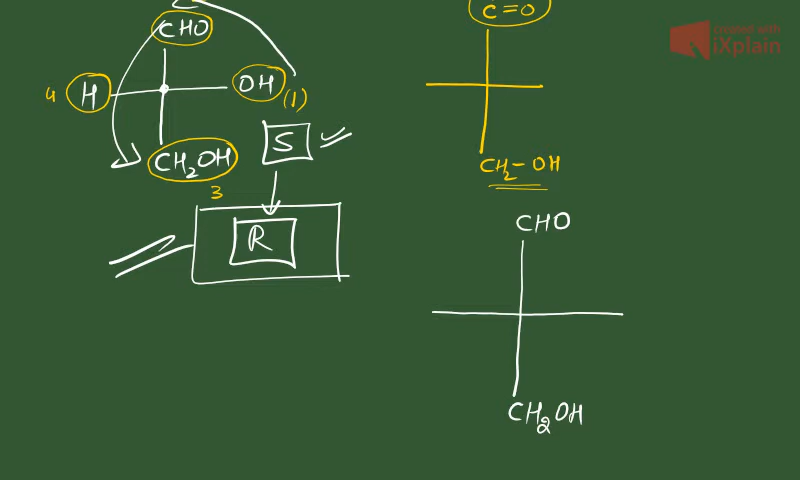 CHO
4 H OH (1)
CH2OH
3
S
R
C=O
CH2-OH
CHO
CH2OH
created with
iXplain